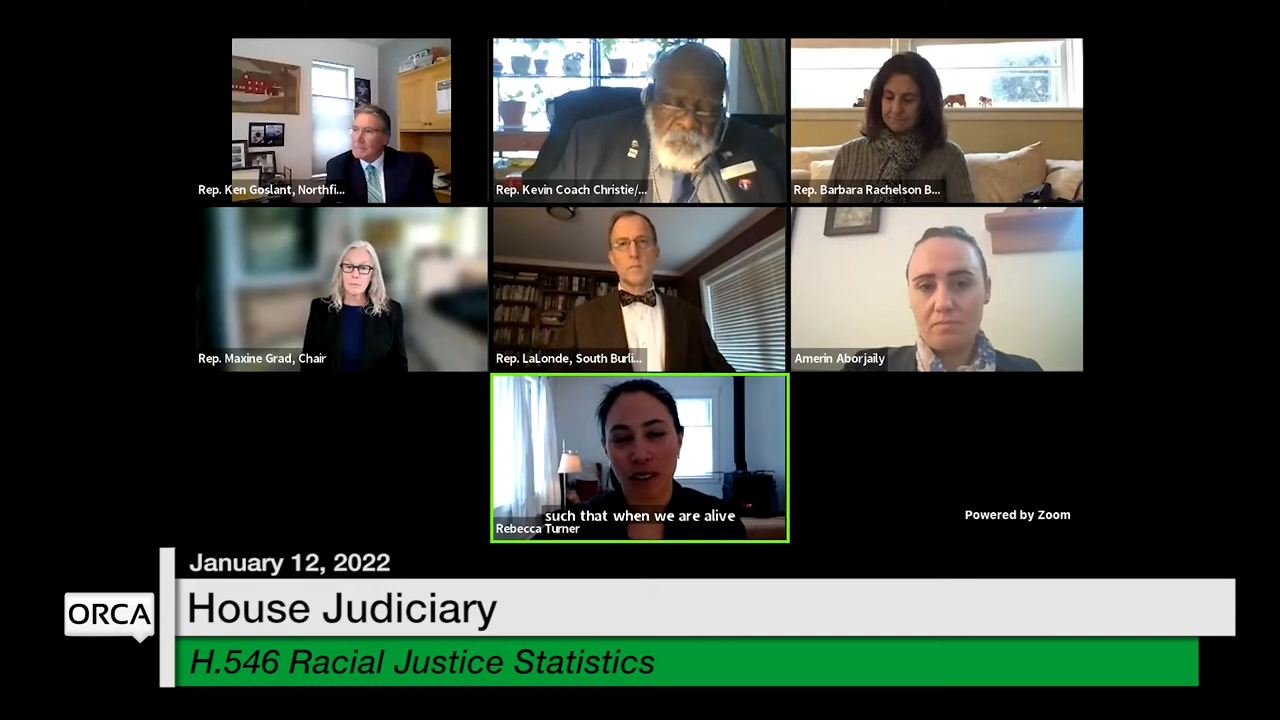 Rep. Ken Goslant, Northfi...
Rep. Kevin Coach Christie/...
Rep. Barbara Rachelson B...
Rep. Maxine Grad, Chair
Rep. LaLonde, South Burli...
Amerin Aborjaily
such that when we are alive
Rebecca Turner
Powered by Zoom
January 12, 2022
ORCA
House Judiciary
H.546 Racial Justice Statistics